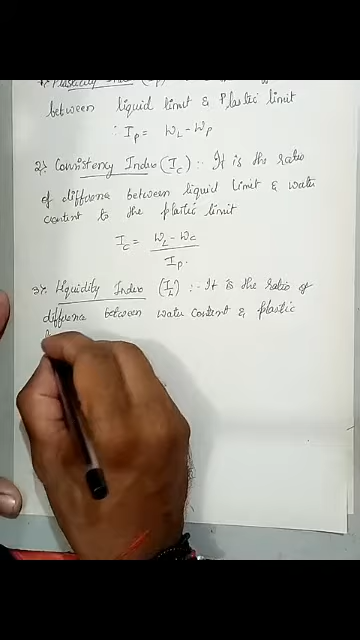 between liquid limit & Plastic limit
∴ Ip = WL - Wp
2). Consistency Index (Ic) :- It is the ratio
of difference between liquid limit & water
content to the plastic limit
Ic = WL - Wc
Ip.
3). Liquidity Index (IL) :- It is the ratio of
difference between water content & plastic